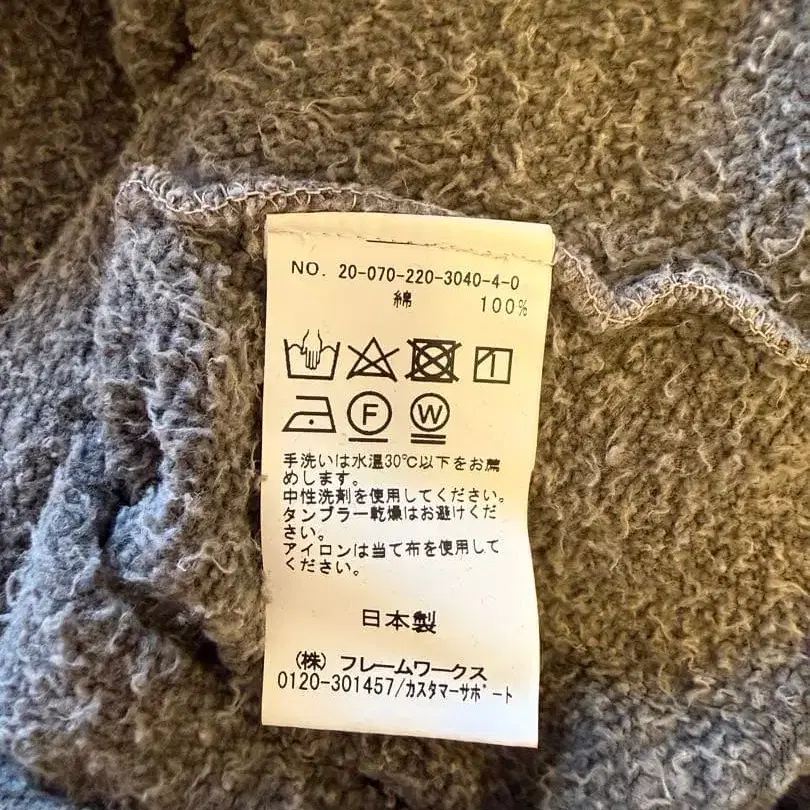 NO. 20-070-220-3040-4-0
綿 100%
F W
手洗いは水温30℃以下をお薦
めします。
中性洗剤を使用してください。
タンブラー乾燥はお避けくだ
さい。
アイロンは当て布を使用して
ください。
日本製
(株) フレームワークス
0120-301457/カスタマーサポート